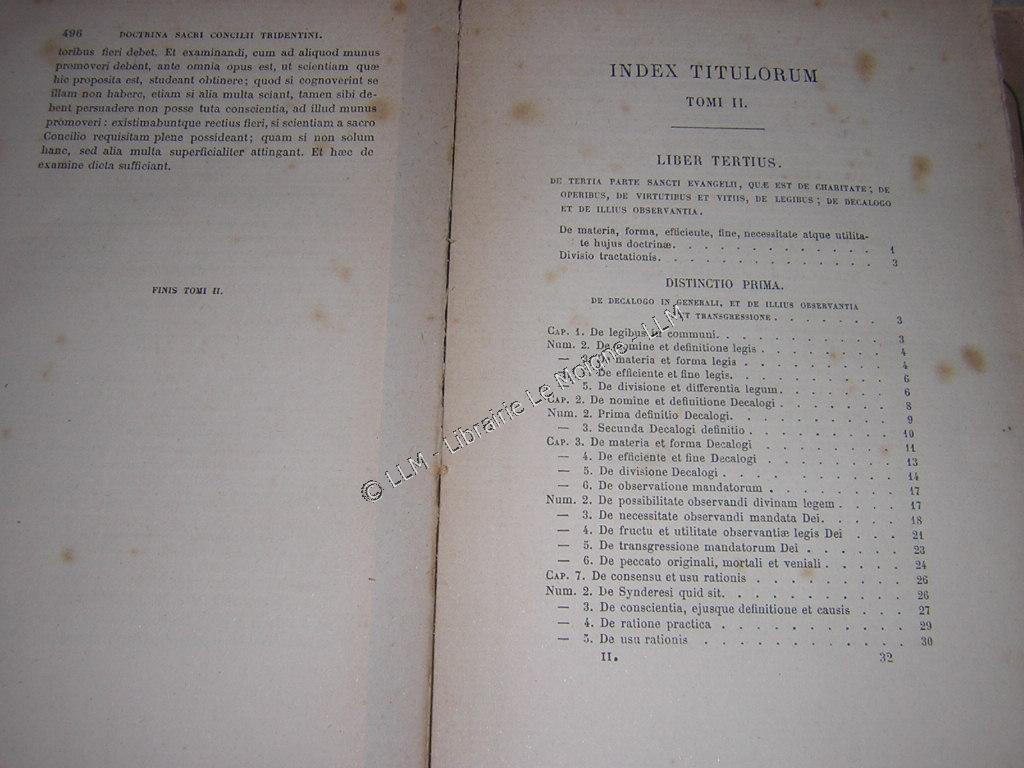 496 DOCTRINA SACRI CONCILII TRIDENTINI.
toribus fieri debet. Et examinandi, cum ad aliquod munus
promoveri debent, ante omnia opus est, ut scientiam quæ
hic proposita est, studeant obtinere; quod si cognoverint se
illam non habere, etiam si alia multa sciant, tamen sibi de-
bent persuadere non posse tuta conscientia, ad illud munus
promoveri: existimabuntque rectius fieri, si scientiam a sacro
Concilio requisitam plene possideant; quam si non solum
hanc, sed alia multa superficialiter attingant. Et hæc de
examine dicta sufficiant.
FINIS TOMI II.
INDEX TITULORUM
TOMI II.
LIBER TERTIUS.
DE TERTIA PARTE SANCTI EVANGELII, QUÆ EST DE CHARITATE; DE
OPERIBUS, DE VIRTUTIBUS ET VITIIS, DE LEGIBUS; DE DECALOGO
ET DE ILLIUS OBSERVANTIA.
De materia, forma, efficiente, fine, necessitate atque utilita-
te hujus doctrinæ. . . . . . . . . . . . . 1
Divisio tractationis. . . . . . . . . . . . . . 3
DISTINCTIO PRIMA.
DE DECALOGO IN GENERALI, ET DE ILLIUS OBSERVANTIA
ET TRANSGRESSIONE . . . . . . . 3
CAP. 1. De legibus in communi. . . . . . . . . . 3
Num. 2. De nomine et definitione legis . . . . . . . 4
— 3. De materia et forma legis . . . . . . . . 4
— 4. De efficiente et fine legis. . . . . . . . . 6
— 5. De divisione et differentia legum. . . . . . 6
CAP. 2. De nomine et definitione Decalogi . . . . . . 8
Num. 2. Prima definitio Decalogi. . . . . . . . . 9
— 3. Secunda Decalogi definitio . . . . . . . . 10
CAP. 3. De materia et forma Decalogi . . . . . . . 11
— 4. De efficiente et fine Decalogi . . . . . . . 13
— 5. De divisione Decalogi . . . . . . . . . 14
— 6. De observatione mandatorum . . . . . . . 17
Num. 2. De possibilitate observandi divinam legem . . . . 17
— 3. De necessitate observandi mandata Dei. . . . . 18
— 4. De fructu et utilitate observantiæ legis Dei . . . 21
— 5. De transgressione mandatorum Dei . . . . . . 23
— 6. De peccato originali, mortali et veniali . . . . . 24
CAP. 7. De consensu et usu rationis . . . . . . . . 26
Num. 2. De Synderesi quid sit. . . . . . . . . . 26
— 3. De conscientia, ejusque definitione et causis . . . 27
— 4. De ratione practica . . . . . . . . . . 29
— 5. De usu rationis . . . . . . . . . . . 30
II. 32
© LLM - Librairie Le Moigne - LLM